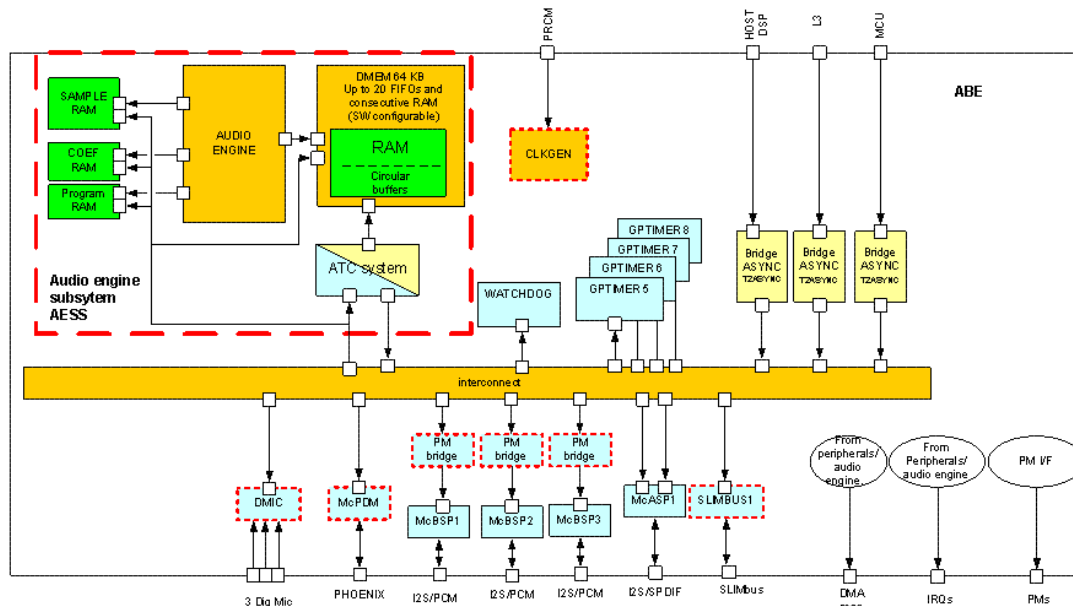 PRCM
HOST
DSP
L3
MCU
ABE
SAMPLE
RAM
COEF
RAM
Program
RAM
AUDIO
ENGINE
DMEM 64 KB
Up to 20 FIFOs and
consecutive RAM
(SW configurable)
RAM
Circular
buffers
ATC system
Audio engine
subsytem
AESS
CLKGEN
WATCHDOG
GPTIMER 8
GPTIMER 7
GPTIMER 6
GPTIMER 5
Bridge
ASYNC
T2ASYNC
Bridge
ASYNC
T2ASYNC
Bridge
ASYNC
T2ASYNC
interconnect
PM
bridge
PM
bridge
PM
bridge
DMIC
McPDM
McBSP1
McBSP2
McBSP3
McASP1
SLIMBUS1
From
peripherals/
audio
engine
From
Peripherals/
audio engine
PM I/F
3 Dig Mic
PHOENIX
I2S/PCM
I2S/PCM
I2S/PCM
I2S/SPDIF
SLIMbus
DMA
IRQs
PMs